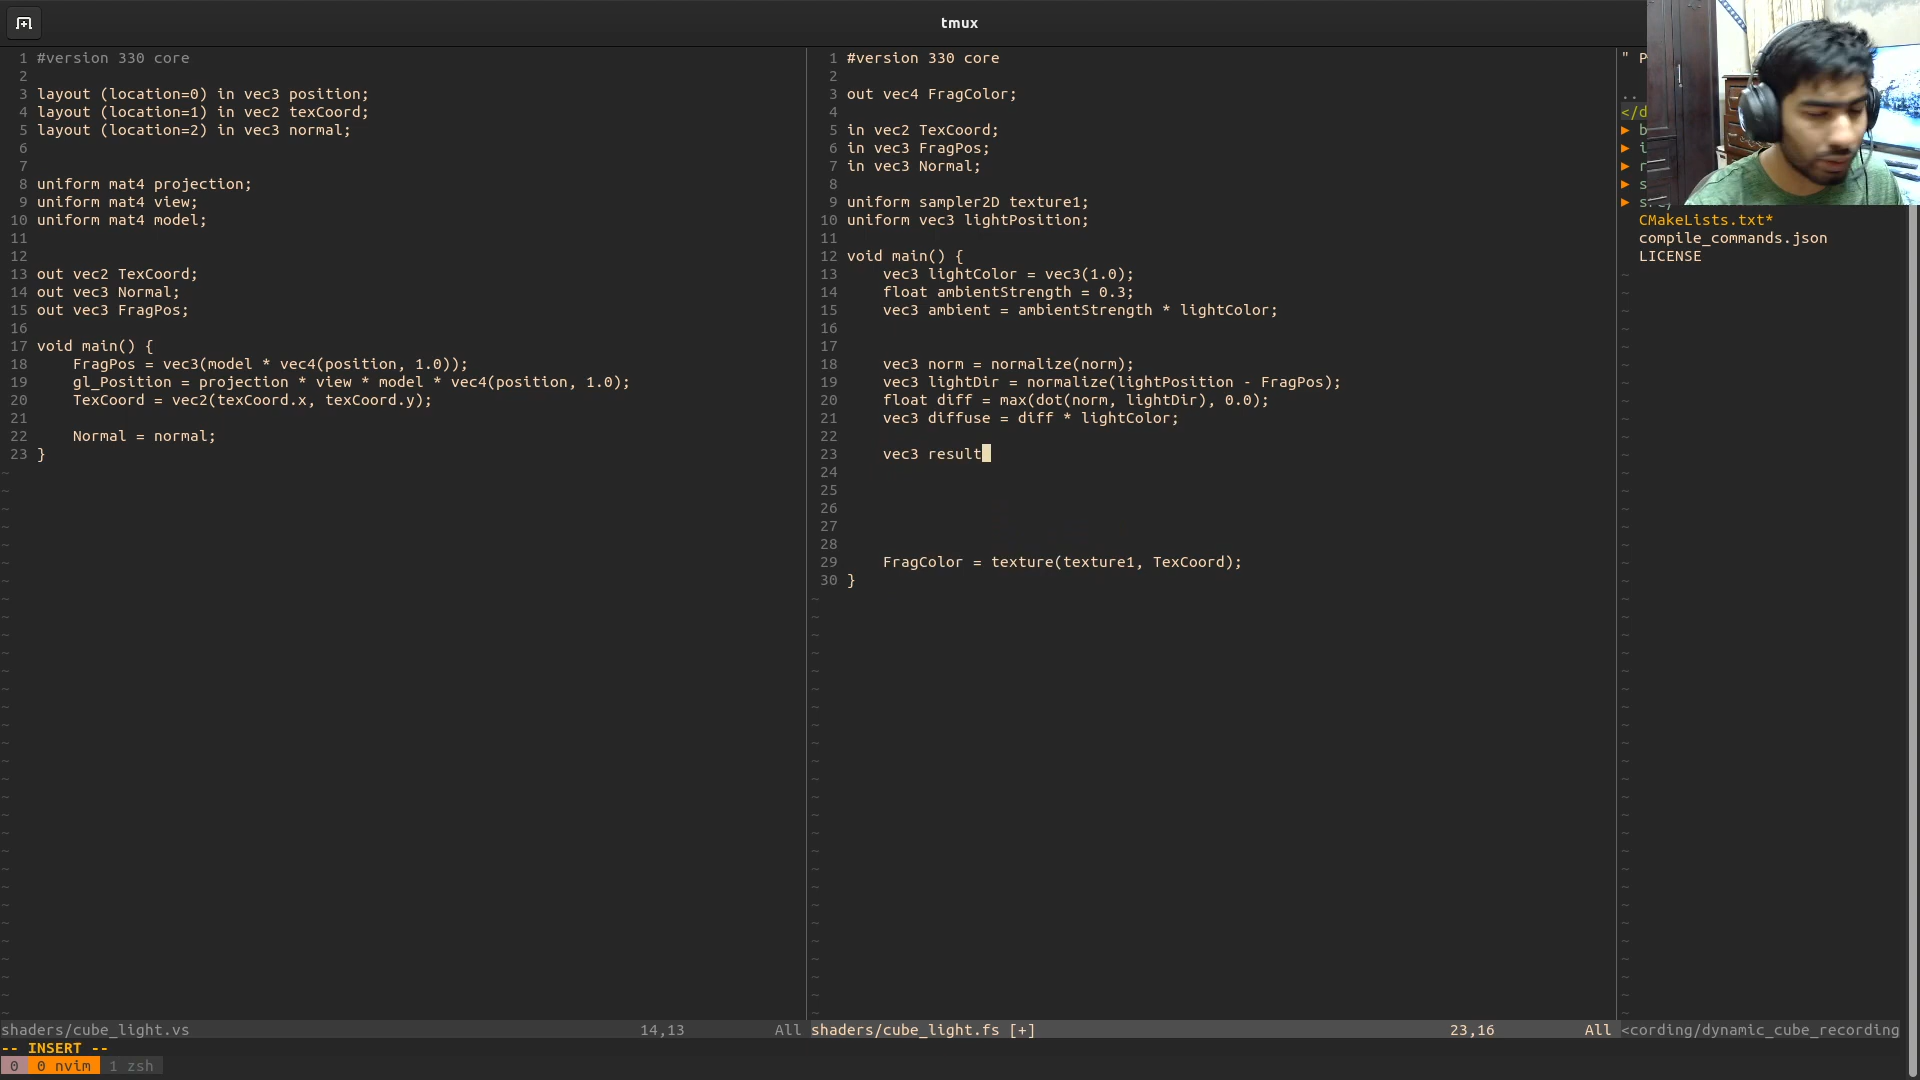 tmux
1 #version 330 core
2
3 layout (location=0) in vec3 position;
4 layout (location=1) in vec2 texCoord;
5 layout (location=2) in vec3 normal;
6
7
8 uniform mat4 projection;
9 uniform mat4 view;
10 uniform mat4 model;
11
12
13 out vec2 TexCoord;
14 out vec3 Normal;
15 out vec3 FragPos;
16
17 void main() {
18     FragPos = vec3(model * vec4(position, 1.0));
19     gl_Position = projection * view * model * vec4(position, 1.0);
20     TexCoord = vec2(texCoord.x, texCoord.y);
21
22     Normal = normal;
23 }
shaders/cube_light.vs 14,13 All
1 #version 330 core
2
3 out vec4 FragColor;
4
5 in vec2 TexCoord;
6 in vec3 FragPos;
7 in vec3 Normal;
8
9 uniform sampler2D texture1;
10 uniform vec3 lightPosition;
11
12 void main() {
13     vec3 lightColor = vec3(1.0);
14     float ambientStrength = 0.3;
15     vec3 ambient = ambientStrength * lightColor;
16
17
18     vec3 norm = normalize(norm);
19     vec3 lightDir = normalize(lightPosition - FragPos);
20     float diff = max(dot(norm, lightDir), 0.0);
21     vec3 diffuse = diff * lightColor;
22
23     vec3 result
24
25
26
27
28
29     FragColor = texture(texture1, TexCoord);
30 }
shaders/cube_light.fs [+] 23,16 All
" P
..
</d
▸ b
▸ i
▸ r
▸ s
CMakeLists.txt*
compile_commands.json
LICENSE
<cording/dynamic_cube_recording
-- INSERT --
0 0 nvim 1 zsh